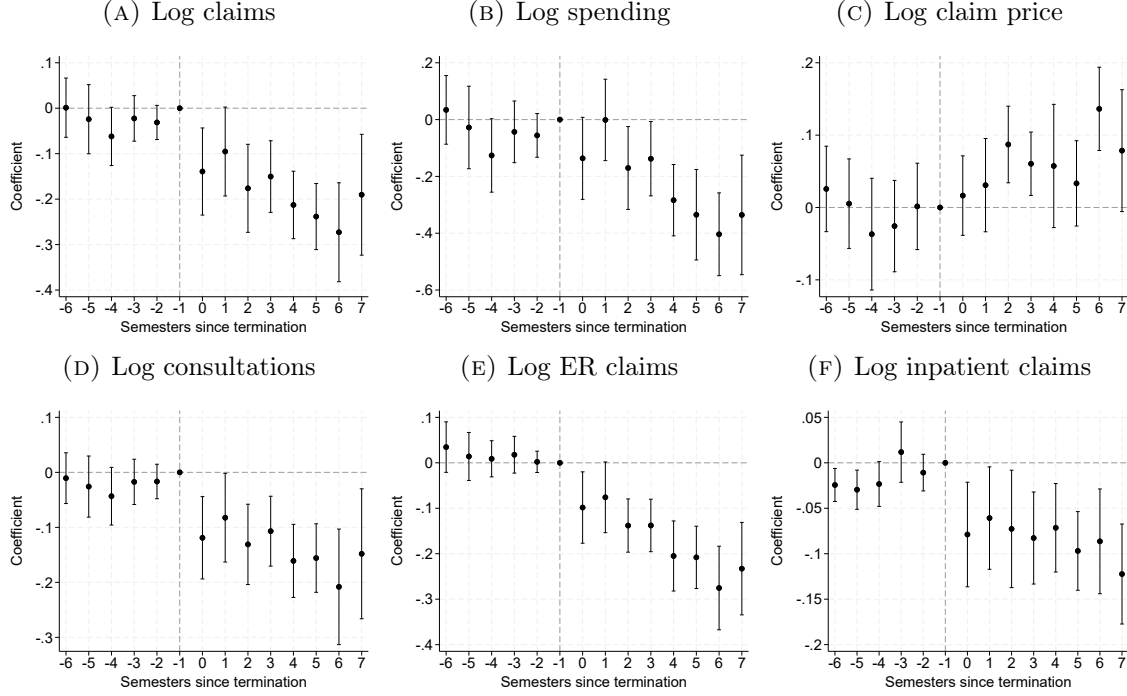 (A) Log claims
.1
0
-.1
-.2
-.3
-.4
Coefficient
-6 -5 -4 -3 -2 -1 0 1 2 3 4 5 6 7
Semesters since termination
(B) Log spending
.2
0
-.2
-.4
-.6
Coefficient
-6 -5 -4 -3 -2 -1 0 1 2 3 4 5 6 7
Semesters since termination
(C) Log claim price
.2
.1
0
-.1
Coefficient
-6 -5 -4 -3 -2 -1 0 1 2 3 4 5 6 7
Semesters since termination
(D) Log consultations
.1
0
-.1
-.2
-.3
Coefficient
-6 -5 -4 -3 -2 -1 0 1 2 3 4 5 6 7
Semesters since termination
(E) Log ER claims
.1
0
-.1
-.2
-.3
-.4
Coefficient
-6 -5 -4 -3 -2 -1 0 1 2 3 4 5 6 7
Semesters since termination
(F) Log inpatient claims
.05
0
-.05
-.1
-.15
-.2
Coefficient
-6 -5 -4 -3 -2 -1 0 1 2 3 4 5 6 7
Semesters since termination